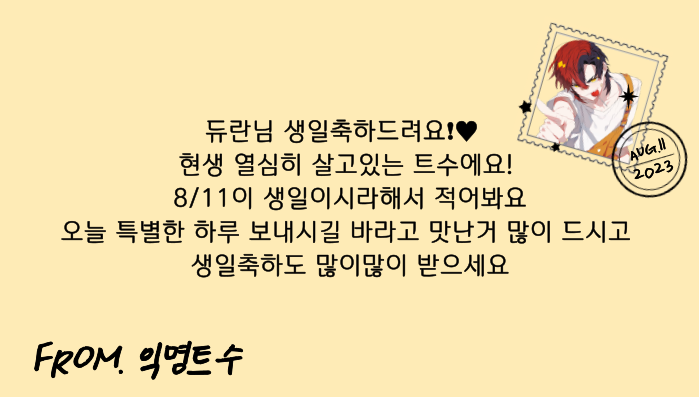 듀란님 생일축하드려요!♥
현생 열심히 살고있는 트수에요!
8/11이 생일이시라해서 적어봐요
오늘 특별한 하루 보내시길 바라고 맛난거 많이 드시고
생일축하도 많이많이 받으세요
AUG.11
2023
FROM. 익명트수